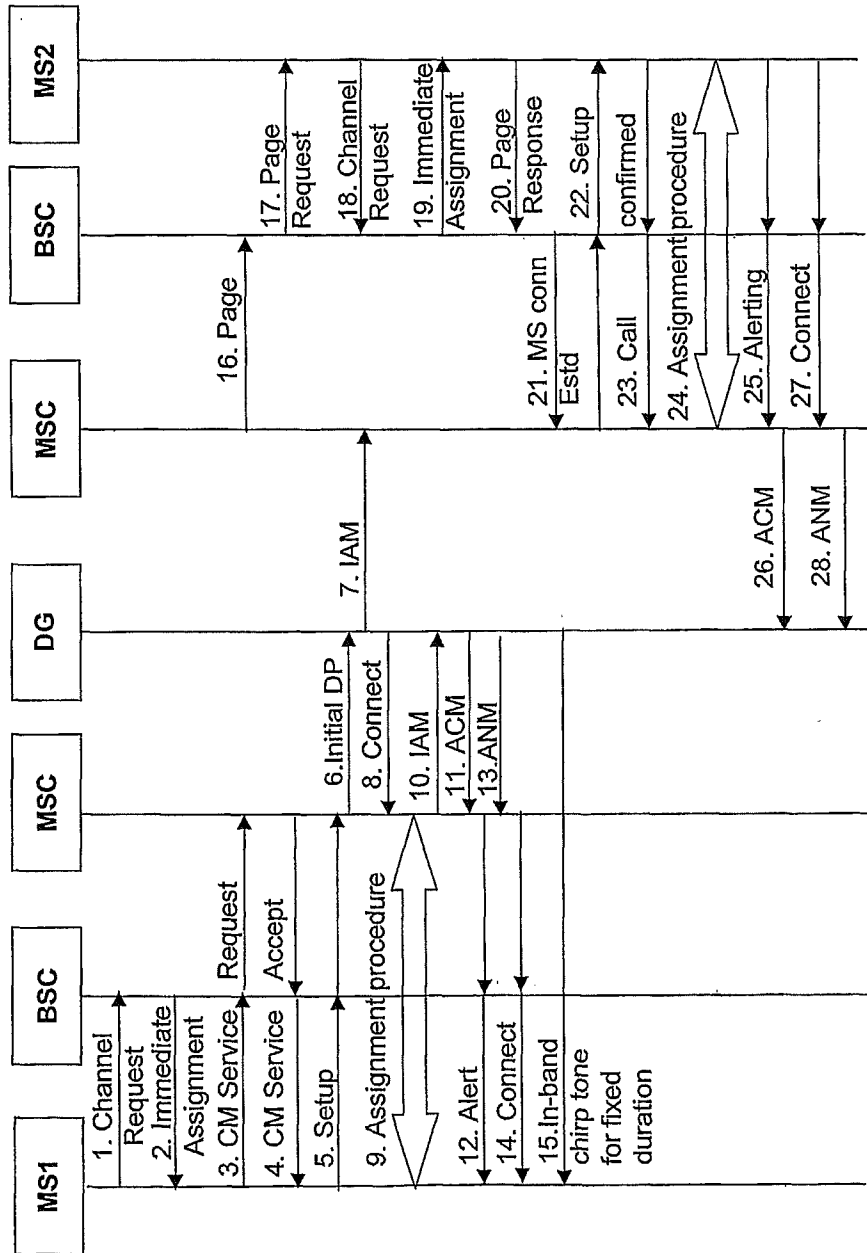 MS1
BSC
MSC
DG
MSC
BSC
MS2
1. Channel
Request
2. Immediate
Assignment
3. CM Service
Request
4. CM Service
Accept
5. Setup
6.Initial DP
7. IAM
8. Connect
9. Assignment procedure
10. IAM
11. ACM
12. Alert
13.ANM
14. Connect
15.In-band
chirp tone
for fixed
duration
16. Page
17. Page
Request
18. Channel
Request
19. Immediate
Assignment
20. Page
Response
21. MS conn
Estd
22. Setup
23. Call
confirmed
24. Assignment procedure
25. Alerting
26. ACM
27. Connect
28. ANM